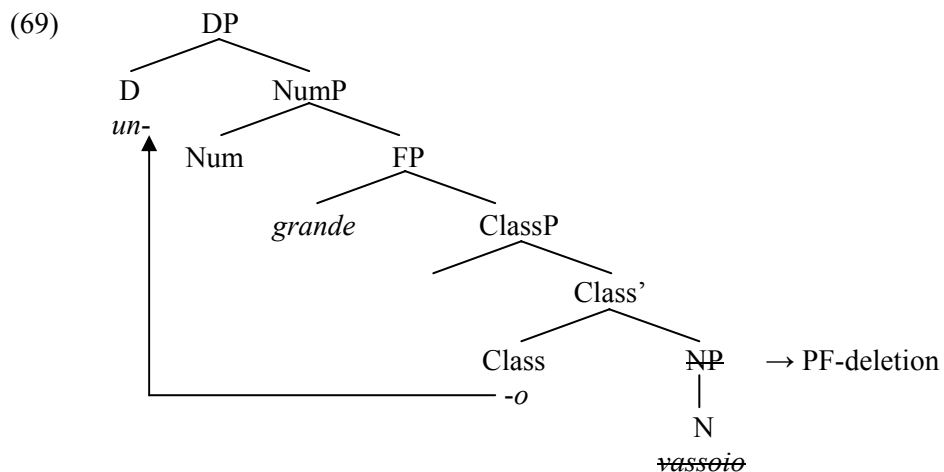 (69) DP
D NumP
un-
Num FP
grande ClassP
Class’
Class NP → PF-deletion
-o
N
vassoio